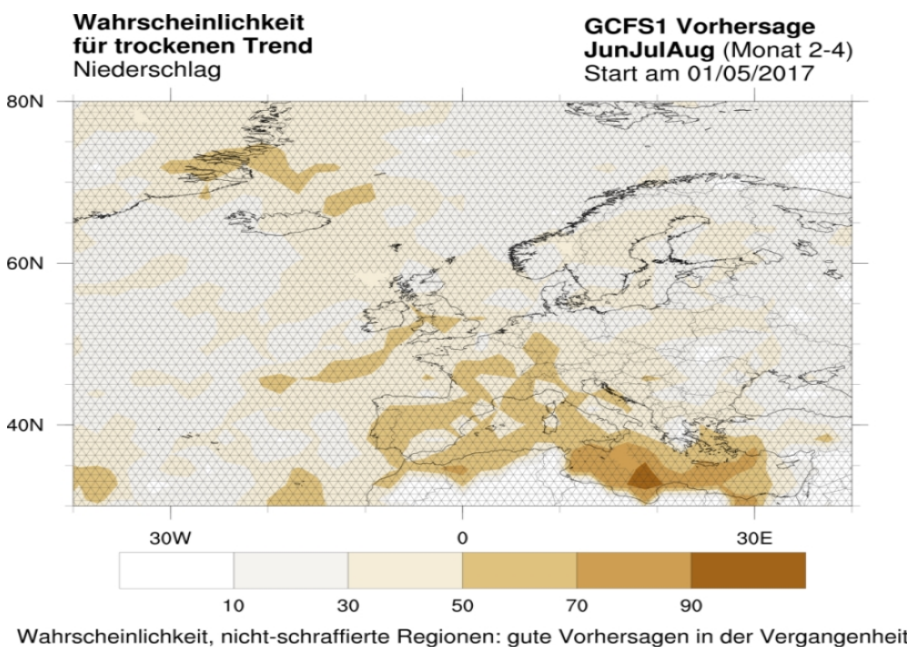 Wahrscheinlichkeit
für trockenen Trend
Niederschlag
GCFS1 Vorhersage
JunJulAug (Monat 2-4)
Start am 01/05/2017
80N
60N
40N
30W 0 30E
10 30 50 70 90
Wahrscheinlichkeit, nicht-schraffierte Regionen: gute Vorhersagen in der Vergangenheit